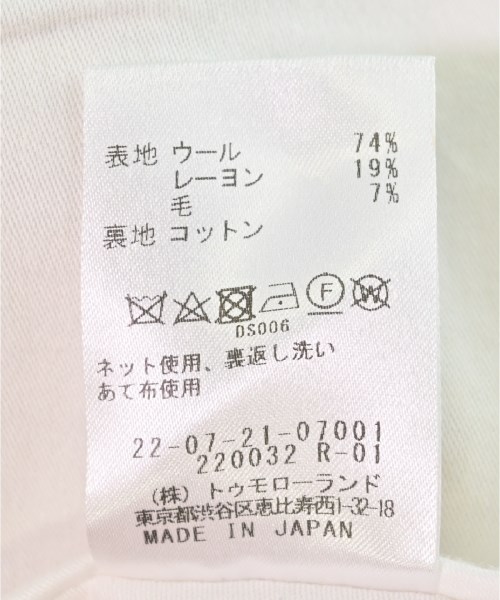 表地 ウール 74%
レーヨン 19%
毛 7%
裏地 コットン
F W
DS006
ネット使用、裏返し洗い
あて布使用
22-07-21-07001
220032 R-01
(株) トゥモローランド
東京都渋谷区恵比寿西1-32-18
MADE IN JAPAN